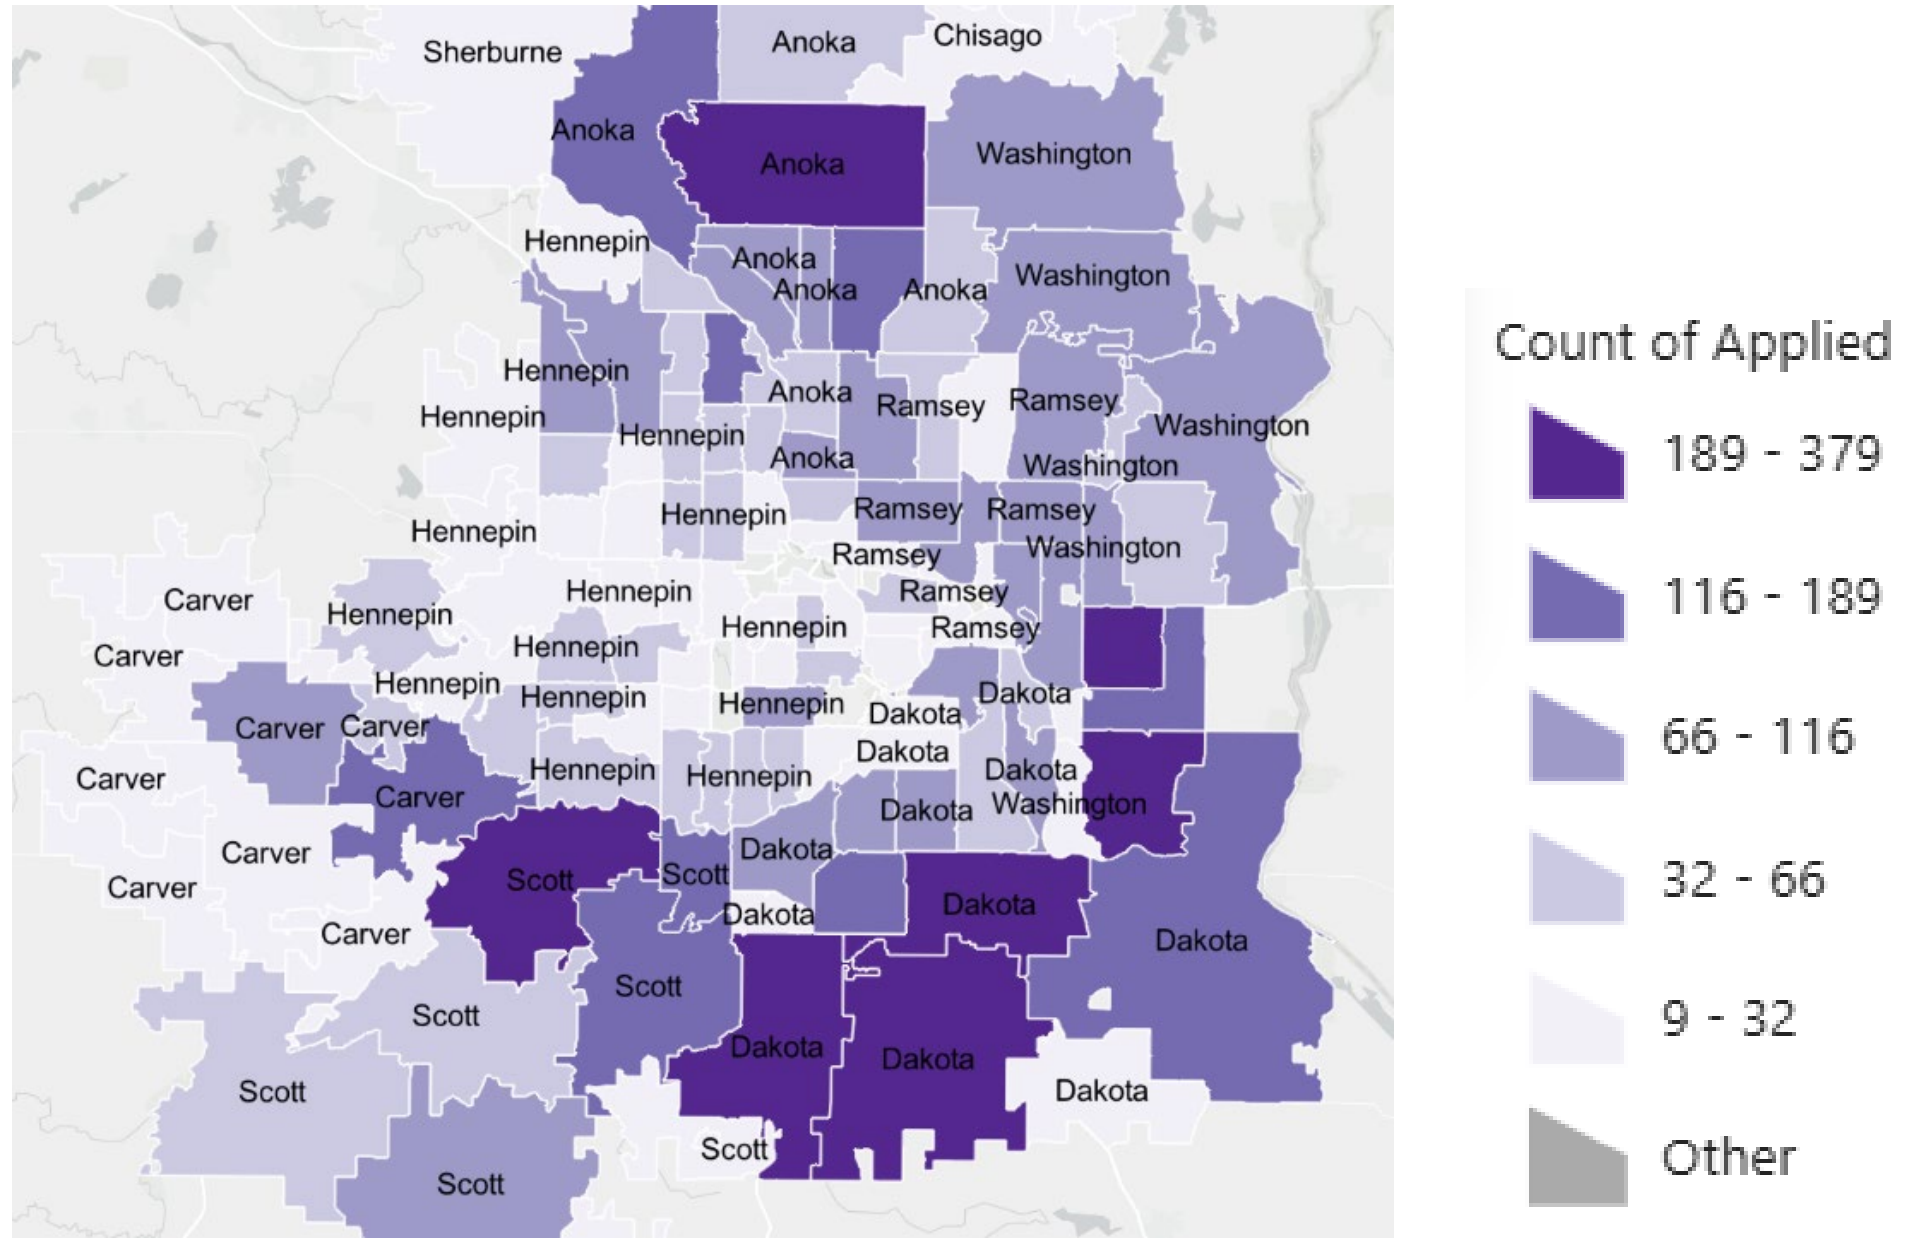 Sherburne
Anoka
Chisago
Anoka
Anoka
Washington
Hennepin
Anoka
Anoka
Anoka
Washington
Hennepin
Hennepin
Hennepin
Anoka
Ramsey
Ramsey
Washington
Anoka
Washington
Hennepin
Hennepin
Ramsey
Ramsey
Ramsey
Washington
Carver
Hennepin
Hennepin
Ramsey
Hennepin
Ramsey
Carver
Hennepin
Hennepin
Hennepin
Hennepin
Dakota
Carver
Carver
Dakota
Dakota
Carver
Hennepin
Hennepin
Dakota
Carver
Dakota
Washington
Carver
Dakota
Carver
Scott
Scott
Dakota
Dakota
Carver
Dakota
Scott
Scott
Dakota
Dakota
Scott
Dakota
Scott
Scott
Count of Applied
189 - 379
116 - 189
66 - 116
32 - 66
9 - 32
Other